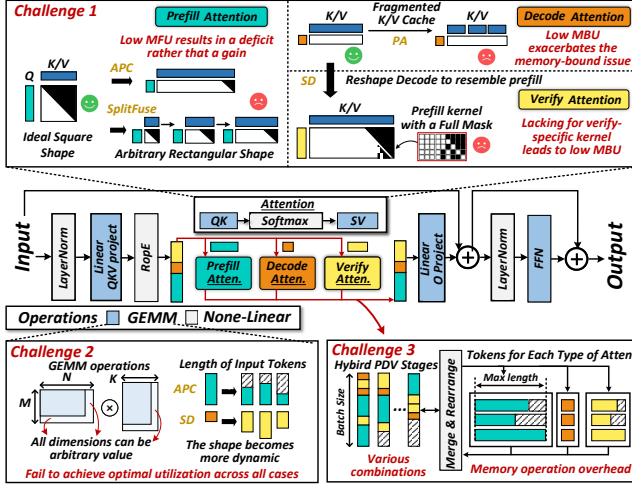 Challenge 1
Prefill Attention
Low MFU results in a deficit
rather that a gain
K/V
Q
Ideal Square
Shape
APC
SplitFuse
Arbitrary Rectangular Shape
K/V
Fragmented
K/V Cache
PA
K/V
Decode Attention
Low MBU
exacerbates the
memory-bound issue
SD
Reshape Decode to resemble prefill
K/V
Prefill kernel
with a Full Mask
Verify Attention
Lacking for verify-
specific kernel
leads to low MBU
Attention
QK
Softmax
SV
Input
LayerNorm
Linear
QKV project
RopE
Prefill
Atten.
Decode
Atten.
Verify
Atten.
Linear
O Project
LayerNorm
FFN
Output
Operations
GEMM
None-Linear
Challenge 2
GEMM operations
N
K
M
All dimensions can be
arbitrary value
Length of Input Tokens
APC
SD
The shape becomes
more dynamic
Fail to achieve optimal utilization across all cases
Challenge 3
Hybird PDV Stages
Batch Size
Various
combinations
Merge & Rearrange
Tokens for Each Type of Atten
Max length
Memory operation overhead